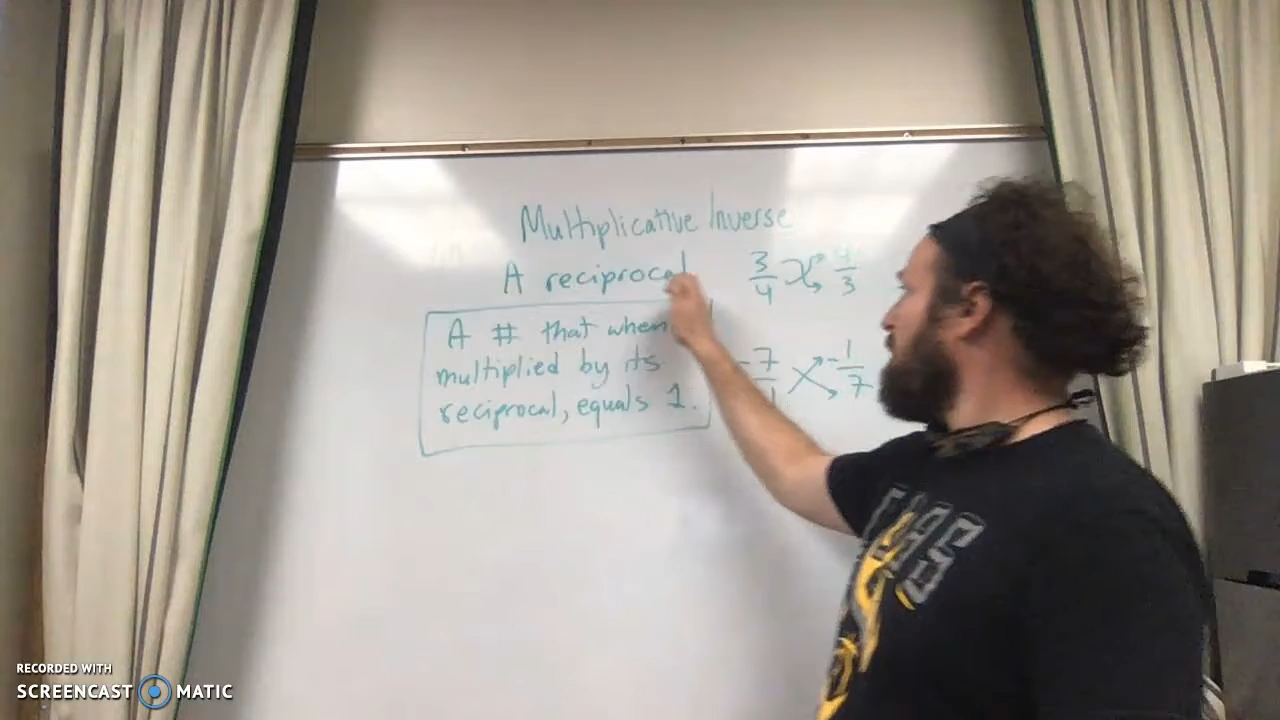 Multiplicative Inverse
A reciprocal
3/4 4/3
A # that when
multiplied by its
reciprocal, equals 1.
-7/1 -1/7
RECORDED WITH
SCREENCAST MATIC